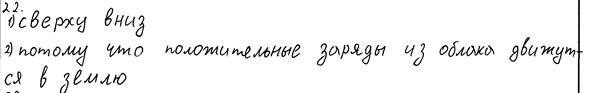 22.
1) сверху вниз
2) потому что положительные заряды из облака движут-
ся в землю